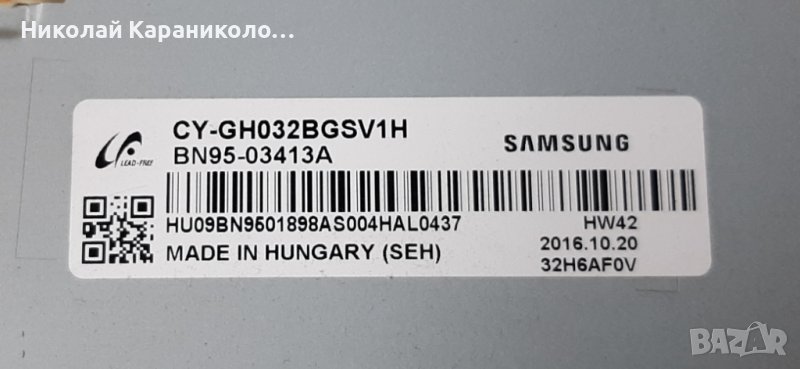 Николай Караниколо...
CY-GH032BGSV1H
BN95-03413A
SAMSUNG
LEAD-FREE
HU09BN9501898AS004HAL0437
HW42
MADE IN HUNGARY (SEH)
2016.10.20
32H6AF0V
BAZAR